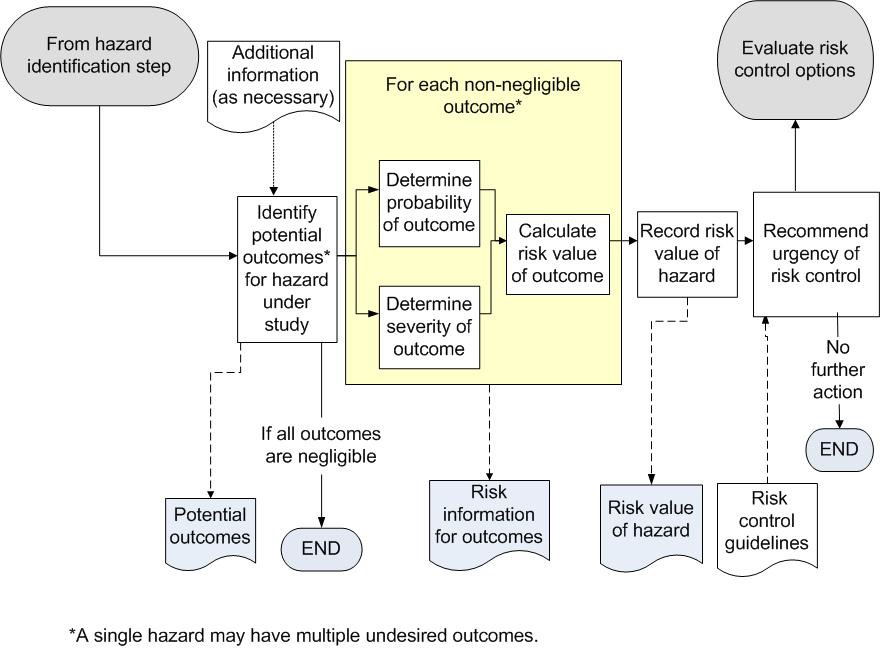 From hazard
identification step
Additional
information
(as necessary)
For each non-negligible
outcome*
Evaluate risk
control options
Identify
potential
outcomes*
for hazard
under
study
Determine
probability
of outcome
Determine
severity of
outcome
Calculate
risk value
of outcome
Record risk
value of
hazard
Recommend
urgency of
risk control
No
further
action
END
If all outcomes
are negligible
Potential
outcomes
END
Risk
information
for outcomes
Risk value
of hazard
Risk
control
guidelines
*A single hazard may have multiple undesired outcomes.